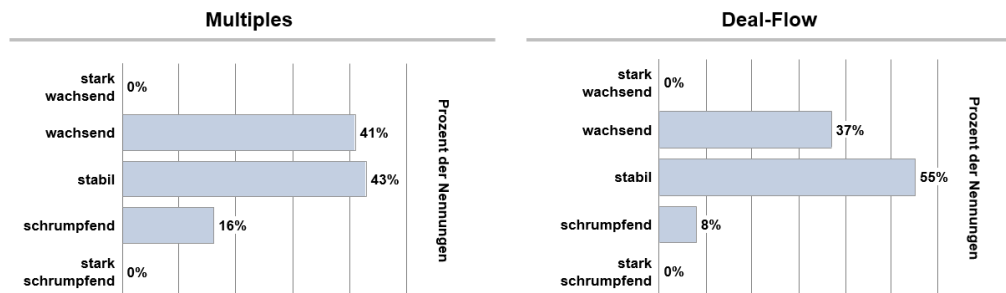 Multiples
stark
wachsend
0%
wachsend
41%
stabil
43%
schrumpfend
16%
stark
schrumpfend
0%
Prozent der Nennungen
Deal-Flow
stark
wachsend
0%
wachsend
37%
stabil
55%
schrumpfend
8%
stark
schrumpfend
0%
Prozent der Nennungen